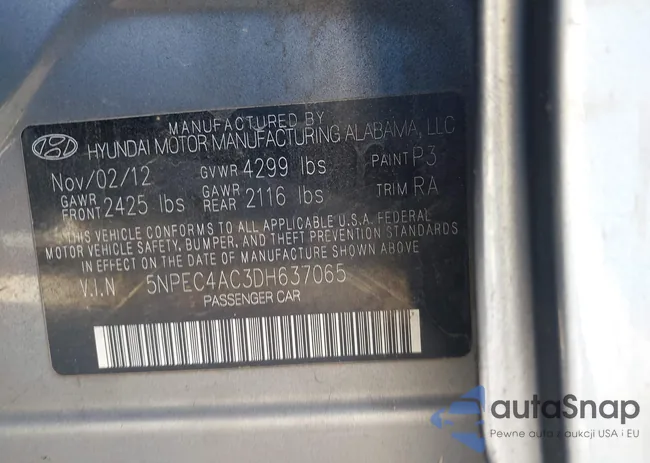 MANUFACTURED BY
HYUNDAI MOTOR MANUFACTURING ALABAMA, LLC
Nov/02/12 GVWR 4299 lbs PAINT P3
GAWR FRONT 2425 lbs GAWR REAR 2116 lbs TRIM RA
THIS VEHICLE CONFORMS TO ALL APPLICABLE U.S.A. FEDERAL
MOTOR VEHICLE SAFETY, BUMPER, AND THEFT PREVENTION STANDARDS
IN EFFECT ON THE DATE OF MANUFACTURE SHOWN ABOVE.
V.I.N 5NPEC4AC3DH637065
PASSENGER CAR
autaSnap
Pewne auta z aukcji USA i EU